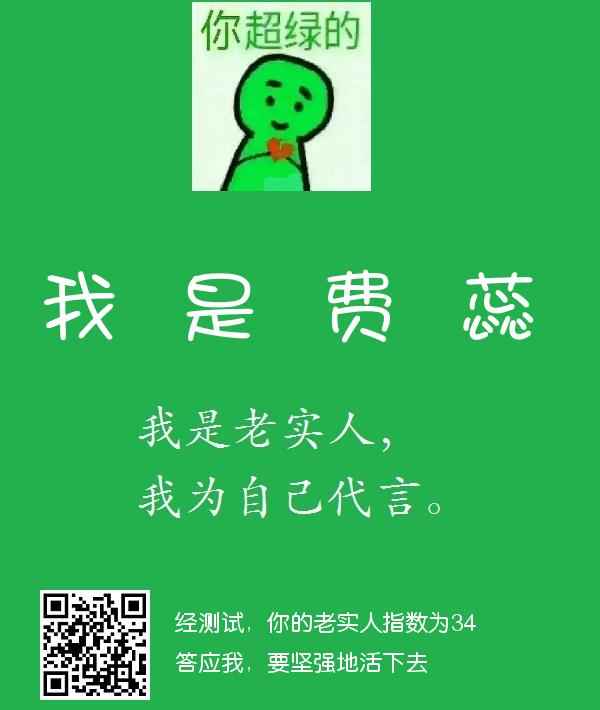 你超绿的
我是费蕊
我是老实人，
我为自己代言。
经测试，你的老实人指数为34
答应我，要坚强地活下去